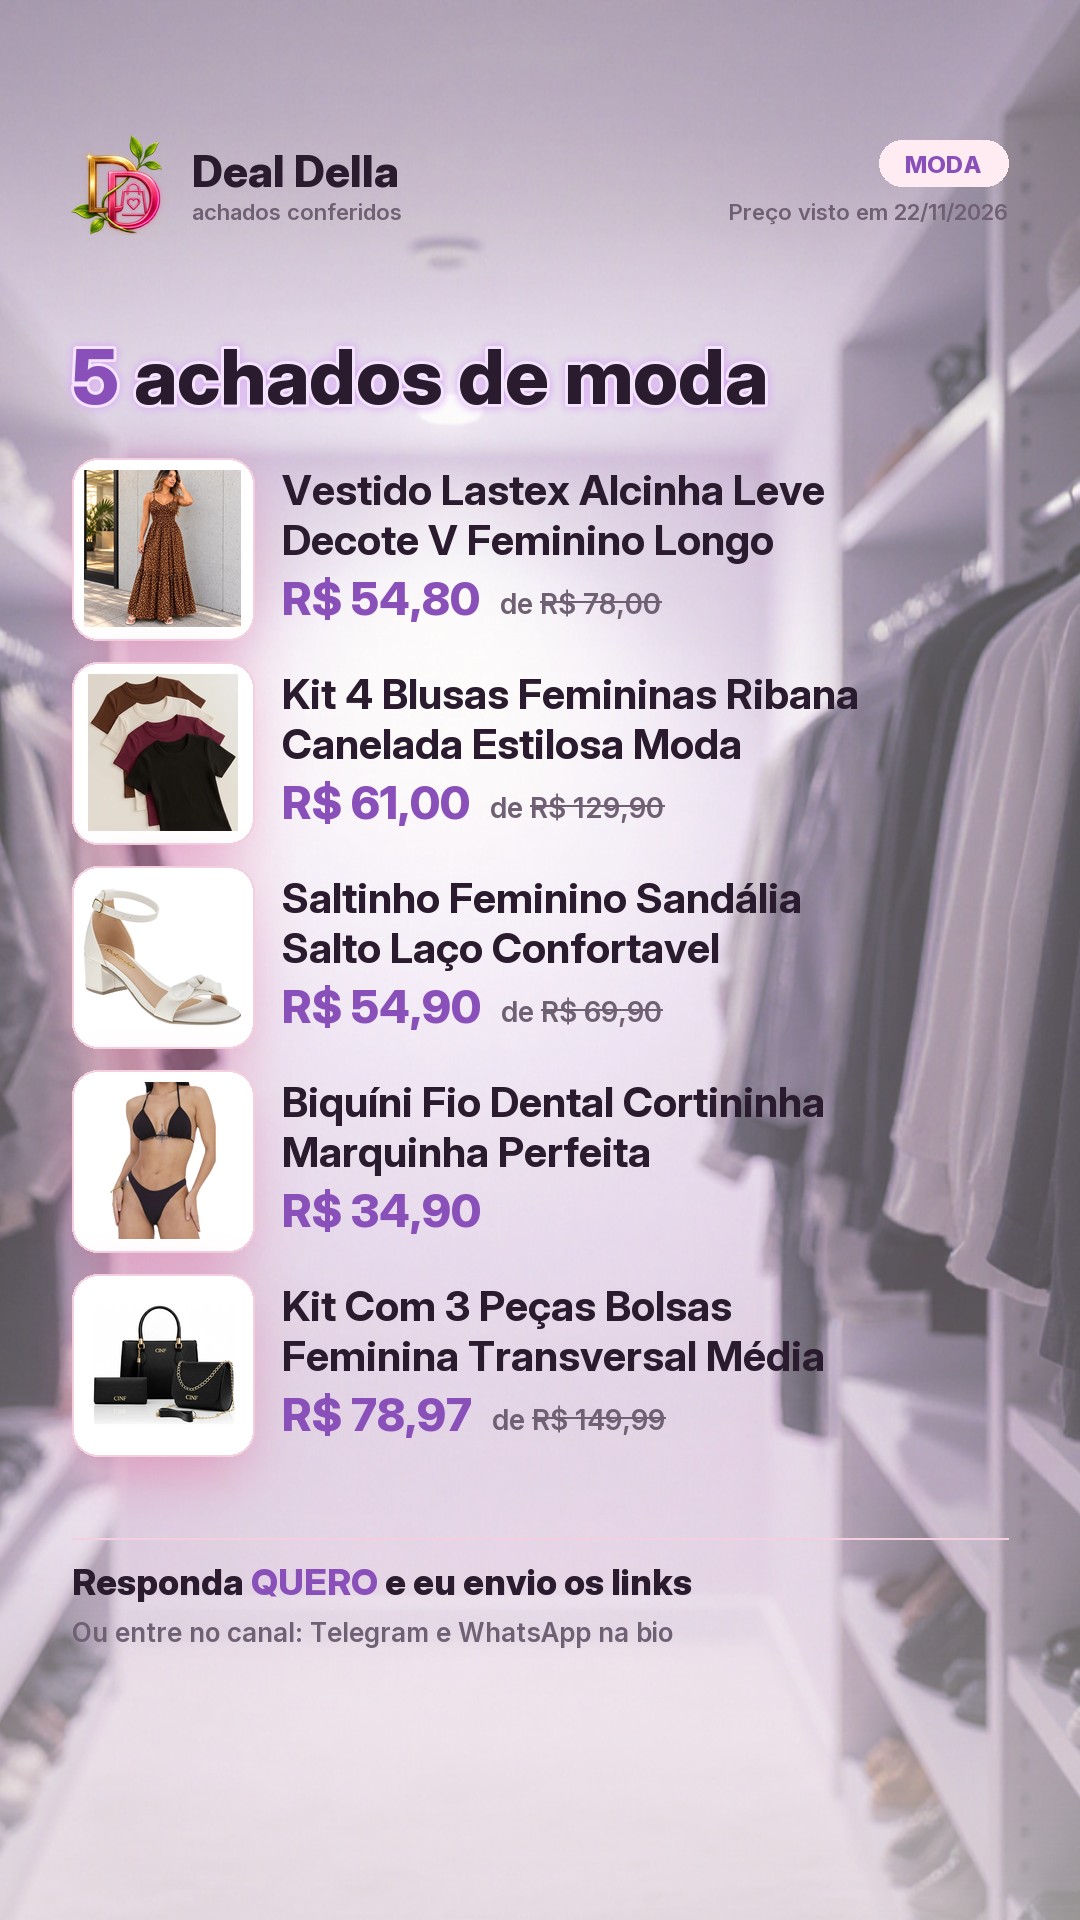 Deal Della
achados conferidos
MODA
Preço visto em 22/11/2026
5 achados de moda
Vestido Lastex Alcinha Leve
Decote V Feminino Longo
R$ 54,80 de R$ 78,00
Kit 4 Blusas Femininas Ribana
Canelada Estilosa Moda
R$ 61,00 de R$ 129,90
Saltinho Feminino Sandália
Salto Laço Confortavel
R$ 54,90 de R$ 69,90
Biquíni Fio Dental Cortininha
Marquinha Perfeita
R$ 34,90
CINF
CINF
CINF
Kit Com 3 Peças Bolsas
Feminina Transversal Média
R$ 78,97 de R$ 149,99
Responda QUERO e eu envio os links
Ou entre no canal: Telegram e WhatsApp na bio